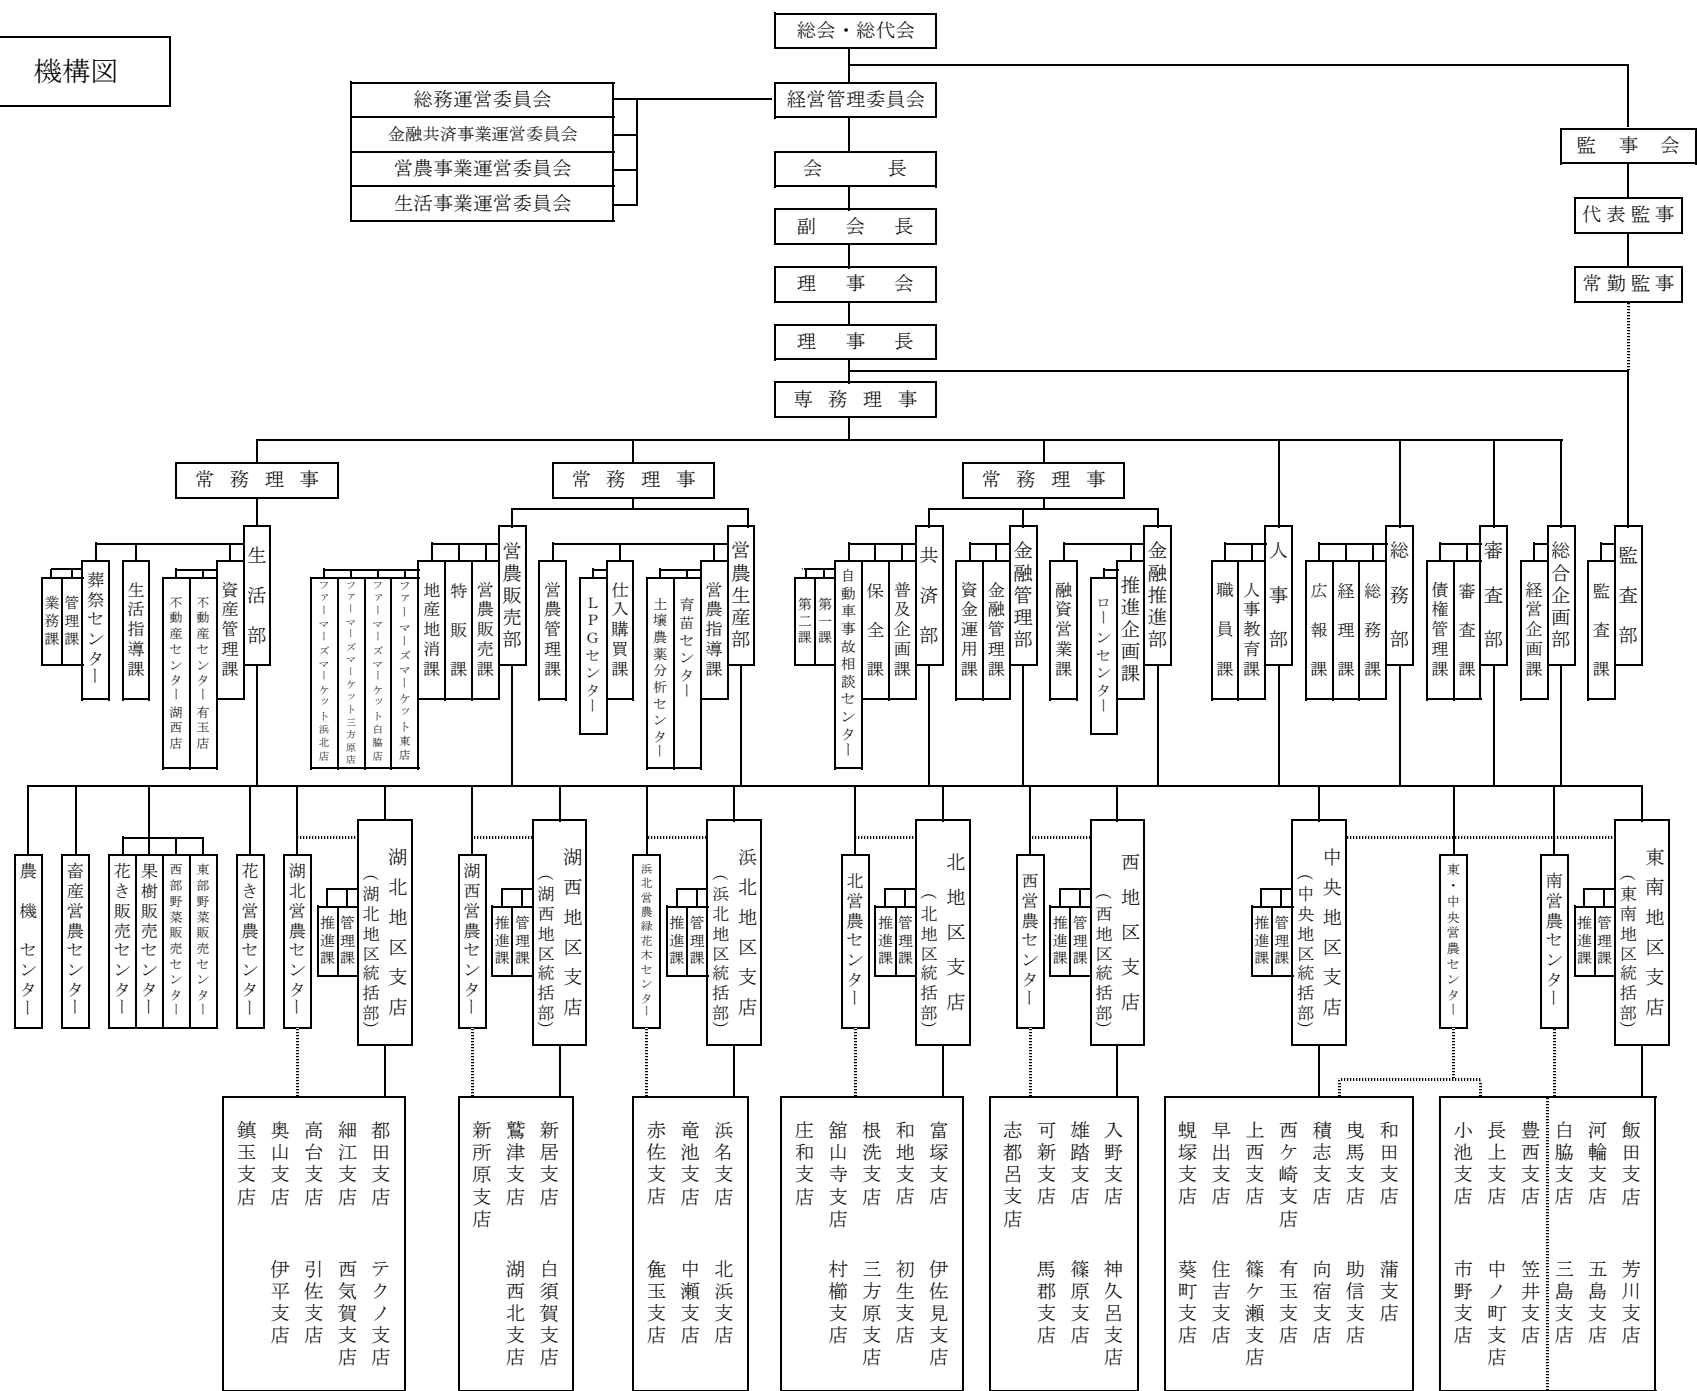 機構図
総会・総代会
総務運営委員会
金融共済事業運営委員会
営農事業運営委員会
生活事業運営委員会
経営管理委員会
会長
副会長
理事会
理事長
専務理事
監事会
代表監事
常勤監事
常務理事
常務理事
常務理事
監査部
監査課
総合企画部
経営企画課
審査部
審査課
債権管理課
総務部
総務課
経理課
広報課
人事部
人事教育課
職員課
金融推進部
推進企画課
ローンセンター
融資営業課
金融管理部
金融管理課
資金運用課
共済部
普及企画課
保全課
自動車事故相談センター
第一課
第二課
営農生産部
営農指導課
育苗センター
土壌農薬分析センター
仕入購買課
LPGセンター
営農管理課
営農販売部
営農販売課
特販課
地産地消課
ファーマーズマーケット東店
ファーマーズマーケット白脇店
ファーマーズマーケット三方原店
ファーマーズマーケット浜北店
生活部
資産管理課
不動産センター有玉店
不動産センター湖西店
生活指導課
葬祭センター
管理課
業務課
東南地区支店
(東南地区統括部)
管理課
推進課
南営農センター
東・中央営農センター
中央地区支店
(中央地区統括部)
管理課
推進課
西地区支店
(西地区統括部)
管理課
推進課
西営農センター
北地区支店
(北地区統括部)
管理課
推進課
北営農センター
浜北地区支店
(浜北地区統括部)
管理課
推進課
浜北営農緑花木センター
湖西地区支店
(湖西地区統括部)
管理課
推進課
湖西営農センター
湖北地区支店
(湖北地区統括部)
管理課
推進課
湖北営農センター
花き営農センター
東部野菜販売センター
西部野菜販売センター
果樹販売センター
花き販売センター
畜産営農センター
農機センター
飯田支店 芳川支店
河輪支店 五島支店
白脇支店 三島支店
豊西支店 笠井支店
長上支店 中ノ町支店
小池支店 市野支店
和田支店 蒲支店
曳馬支店 助信支店
積志支店 向宿支店
西ケ崎支店 有玉支店
上西支店 篠ケ瀬支店
早出支店 住吉支店
蜆塚支店 葵町支店
入野支店 神久呂支店
雄踏支店 篠原支店
可新支店 馬郡支店
志都呂支店
富塚支店 伊佐見支店
和地支店 初生支店
根洗支店 三方原支店
舘山寺支店 村櫛支店
庄和支店
浜名支店 北浜支店
竜池支店 中瀬支店
赤佐支店 麁玉支店
新居支店 白須賀支店
鷲津支店 湖西北支店
新所原支店
都田支店 テクノ支店
細江支店 西気賀支店
高台支店 引佐支店
奥山支店 伊平支店
鎮玉支店